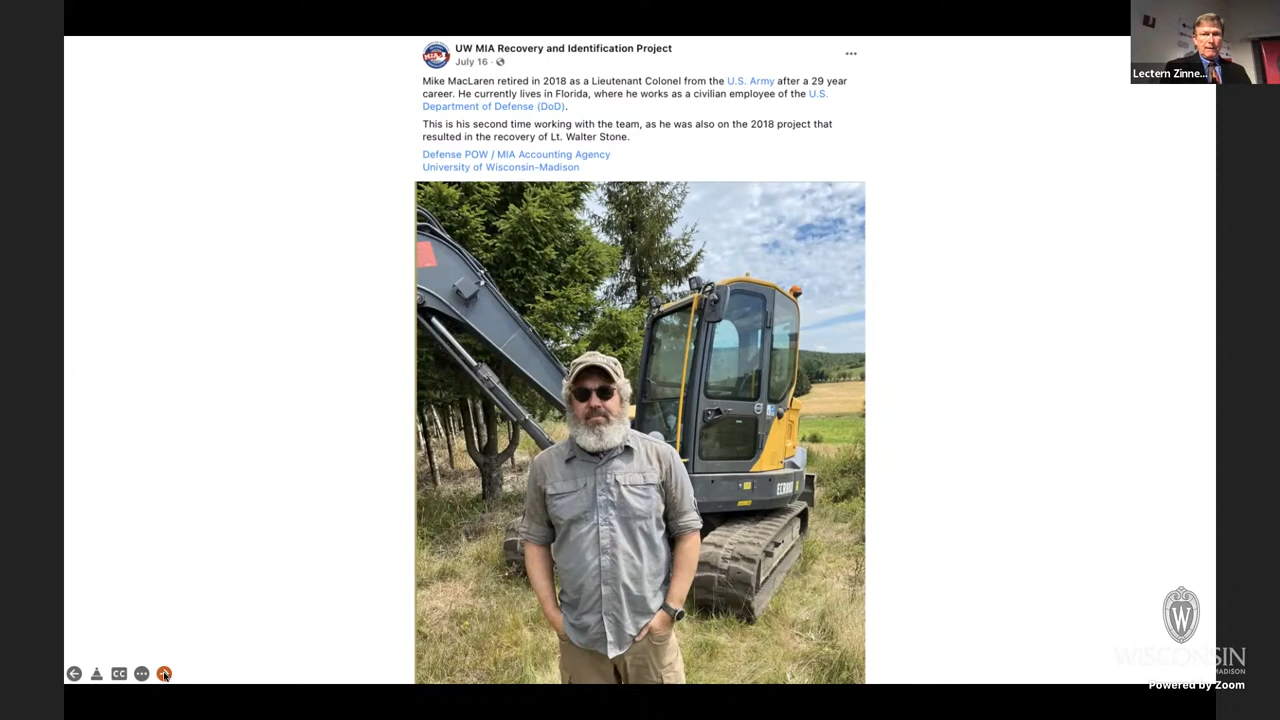 UW MIA Recovery and Identification Project
July 16 ·
Mike MacLaren retired in 2018 as a Lieutenant Colonel from the U.S. Army after a 29 year
career. He currently lives in Florida, where he works as a civilian employee of the U.S.
Department of Defense (DoD).
This is his second time working with the team, as he was also on the 2018 project that
resulted in the recovery of Lt. Walter Stone.
Defense POW / MIA Accounting Agency
University of Wisconsin-Madison
Lectern Zinne...
CC
W
WISCONSIN
MADISON
Powered by Zoom